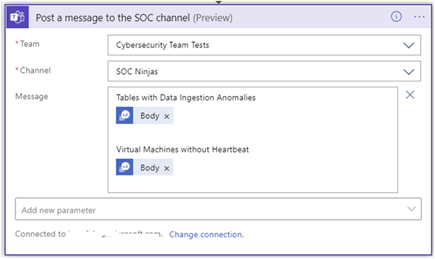 Post a message to the SOC channel (Preview)
* Team
Cybersecurity Team Tests
* Channel
SOC Ninjas
Message
Tables with Data Ingestion Anomalies
Body ×
Virtual Machines without Heartbeat
Body ×
Add new parameter
Connected to
Change connection.